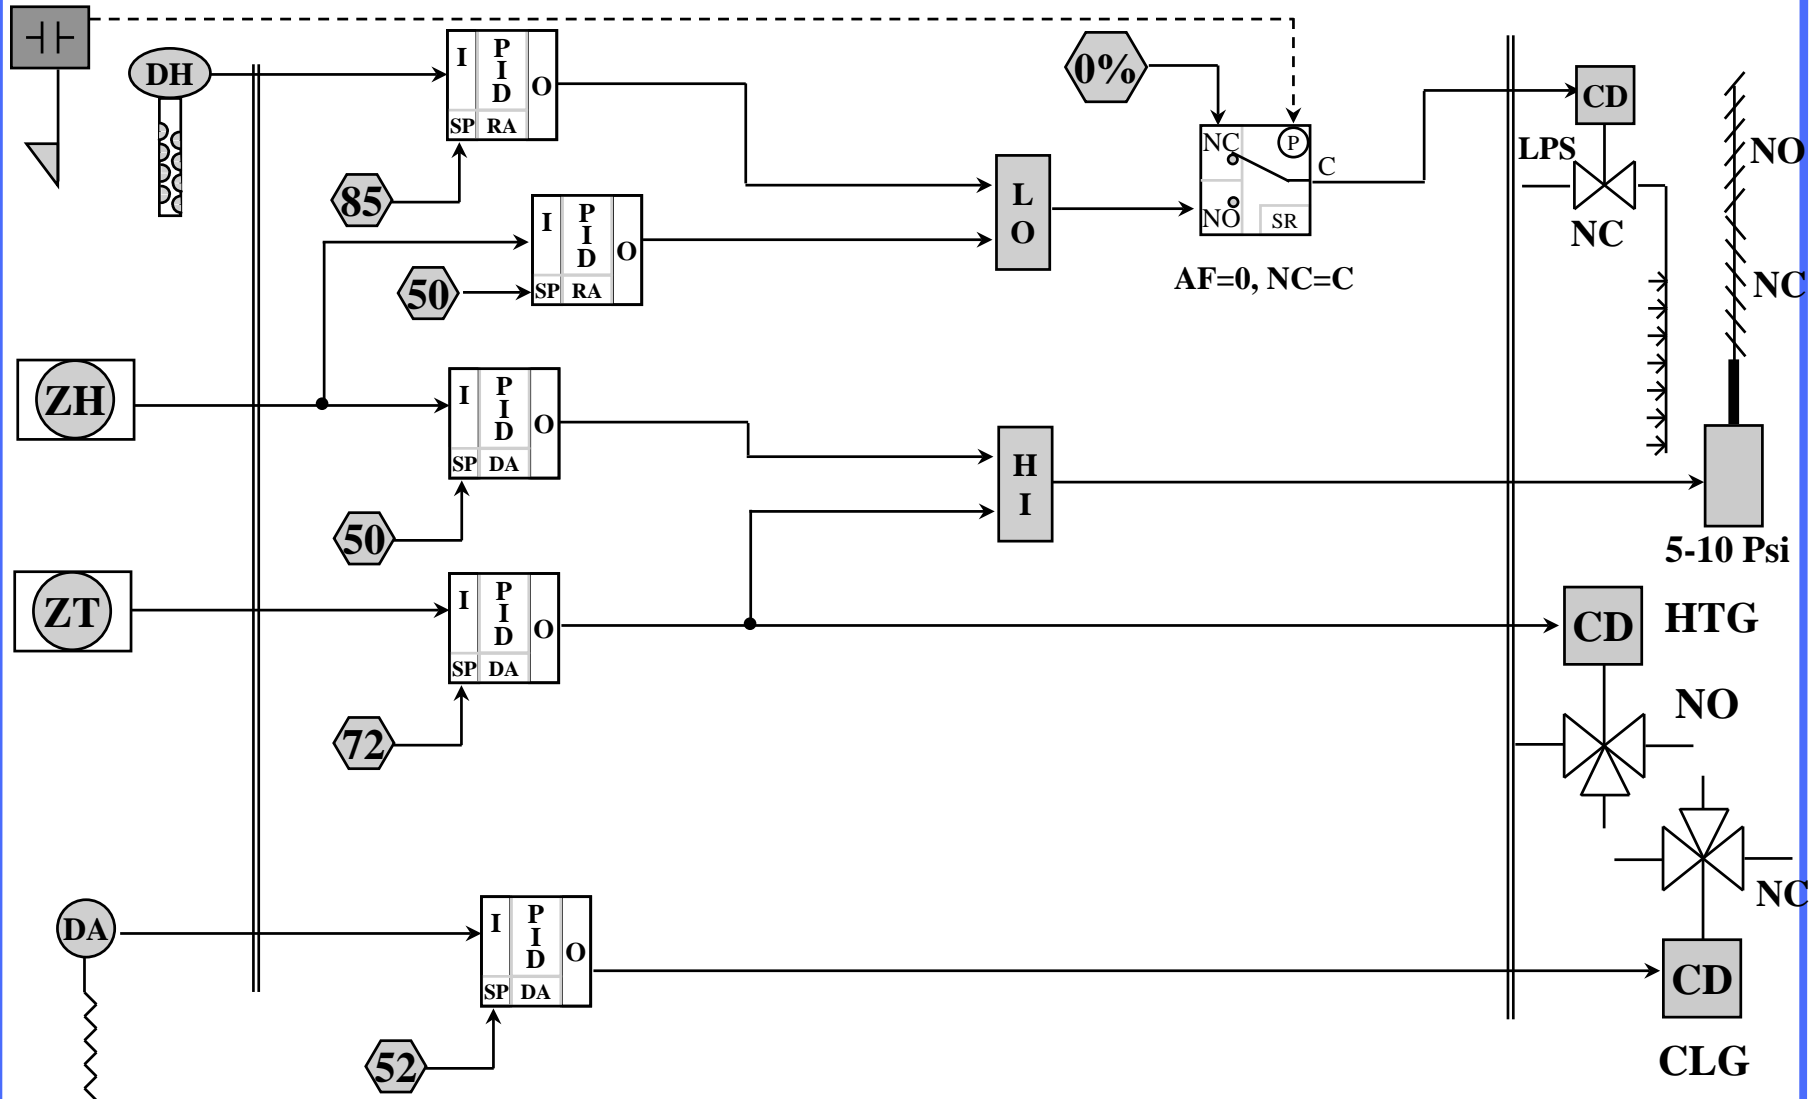 DH
I
P
I
D
O
SP RA
85
0%
NC
P
C
NO
SR
AF=0, NC=C
L
O
CD
LPS
NC
NO
NC
I
P
I
D
O
SP RA
50
ZH
I
P
I
D
O
SP DA
50
H
I
5-10 Psi
ZT
I
P
I
D
O
SP DA
72
CD
HTG
NO
NC
DA
I
P
I
D
O
SP DA
52
CD
CLG